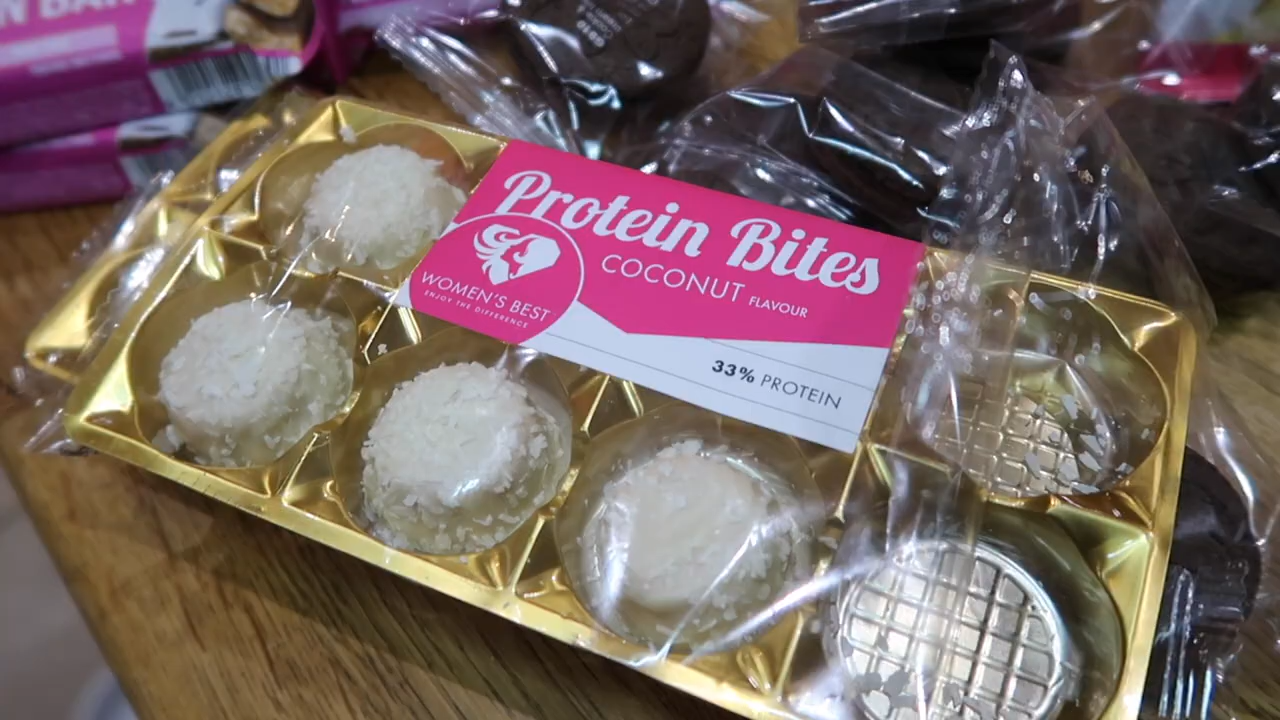 Protein Bites
COCONUT FLAVOUR
WOMEN'S BEST
ENJOY THE DIFFERENCE
33% PROTEIN